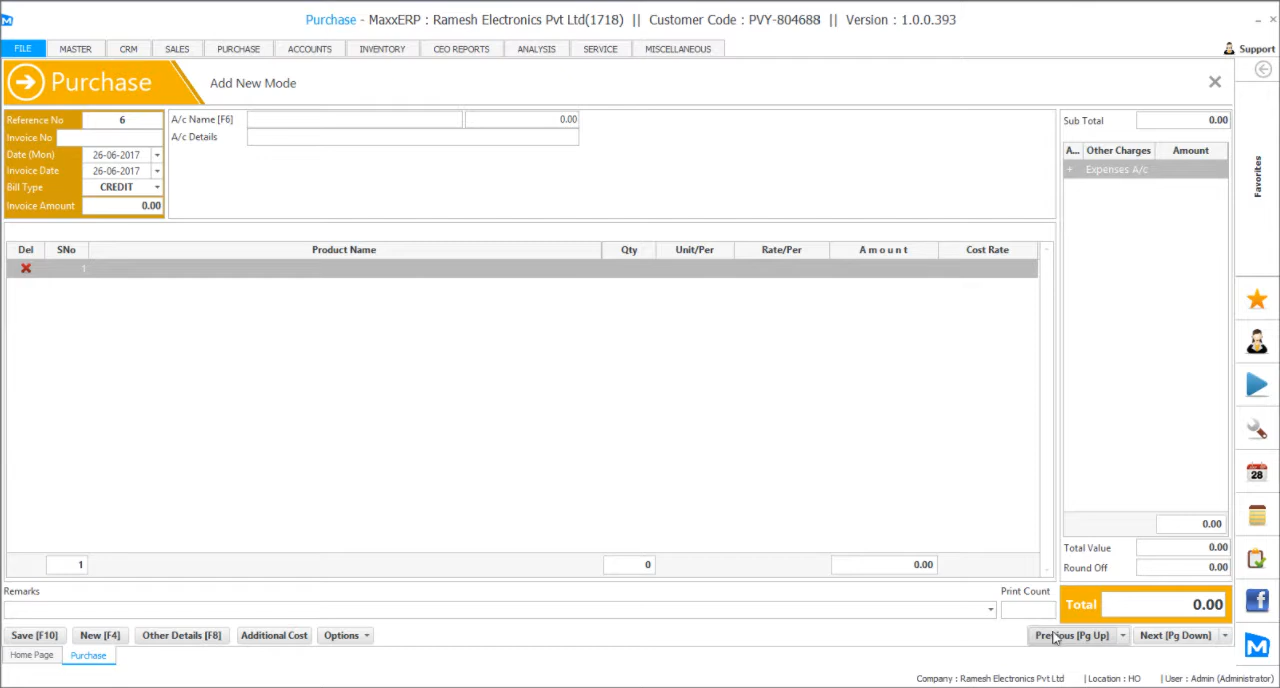 Purchase - MaxxERP : Ramesh Electronics Pvt Ltd(1718) || Customer Code : PVY-804688 || Version : 1.0.0.393
FILE MASTER CRM SALES PURCHASE ACCOUNTS INVENTORY CEO REPORTS ANALYSIS SERVICE MISCELLANEOUS Support
Purchase Add New Mode
Reference No 6 A/c Name [F6] 0.00 Sub Total 0.00
Invoice No A/c Details
Date (Mon) 26-06-2017 A... Other Charges Amount
Invoice Date 26-06-2017 + Expenses A/c
Bill Type CREDIT
Invoice Amount 0.00
Favorites
Del SNo Product Name Qty Unit/Per Rate/Per A m o u n t Cost Rate
1
28
0.00
Total Value 0.00
1 0 0.00 Round Off 0.00
Remarks Print Count
Total 0.00
Save [F10] New [F4] Other Details [F8] Additional Cost Options Previous [Pg Up] Next [Pg Down]
Home Page Purchase
Company : Ramesh Electronics Pvt Ltd | Location : HO | User : Admin (Administrator)